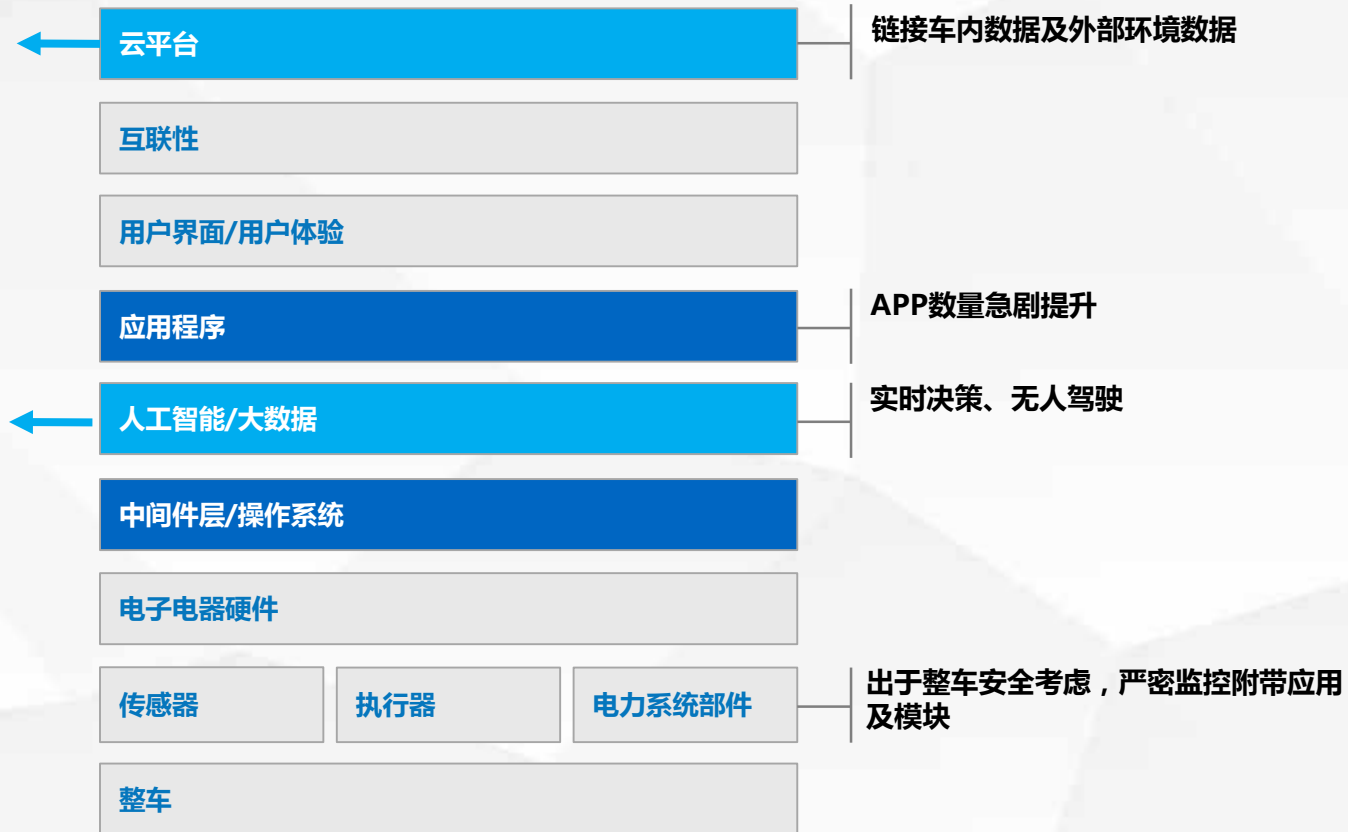 云平台
链接车内数据及外部环境数据
互联性
用户界面/用户体验
应用程序
APP数量急剧提升
人工智能/大数据
实时决策、无人驾驶
中间件层/操作系统
电子电器硬件
传感器
执行器
电力系统部件
出于整车安全考虑，严密监控附带应用
及模块
整车